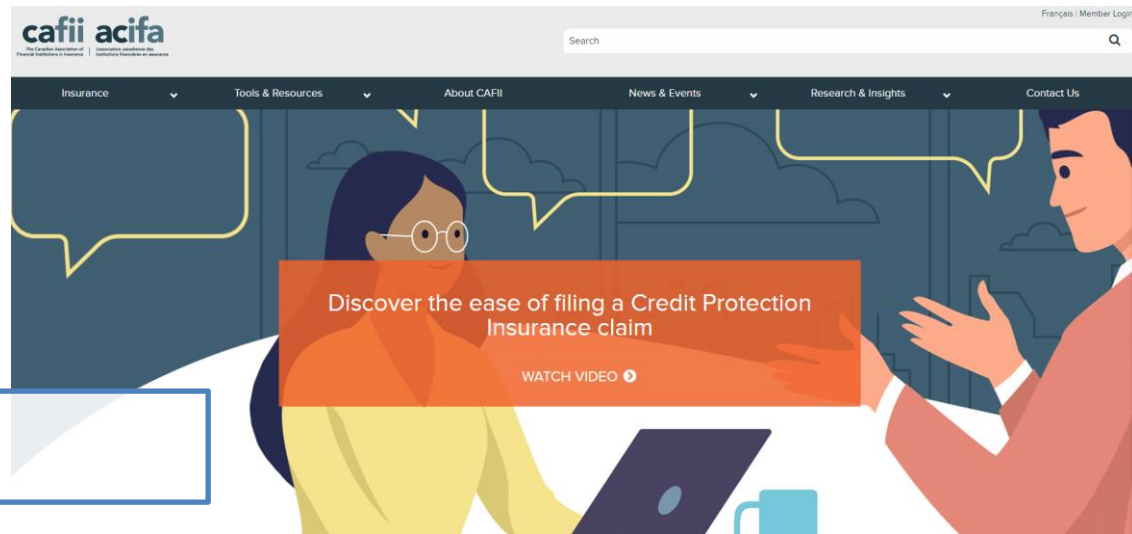 Français | Member Login
cafii acifa
The Canadian Association of Financial Institutions in Insurance | L'association canadienne des institutions financières en assurance
Search
Insurance Tools & Resources About CAFII News & Events Research & Insights Contact Us
Discover the ease of filing a Credit Protection
Insurance claim
WATCH VIDEO